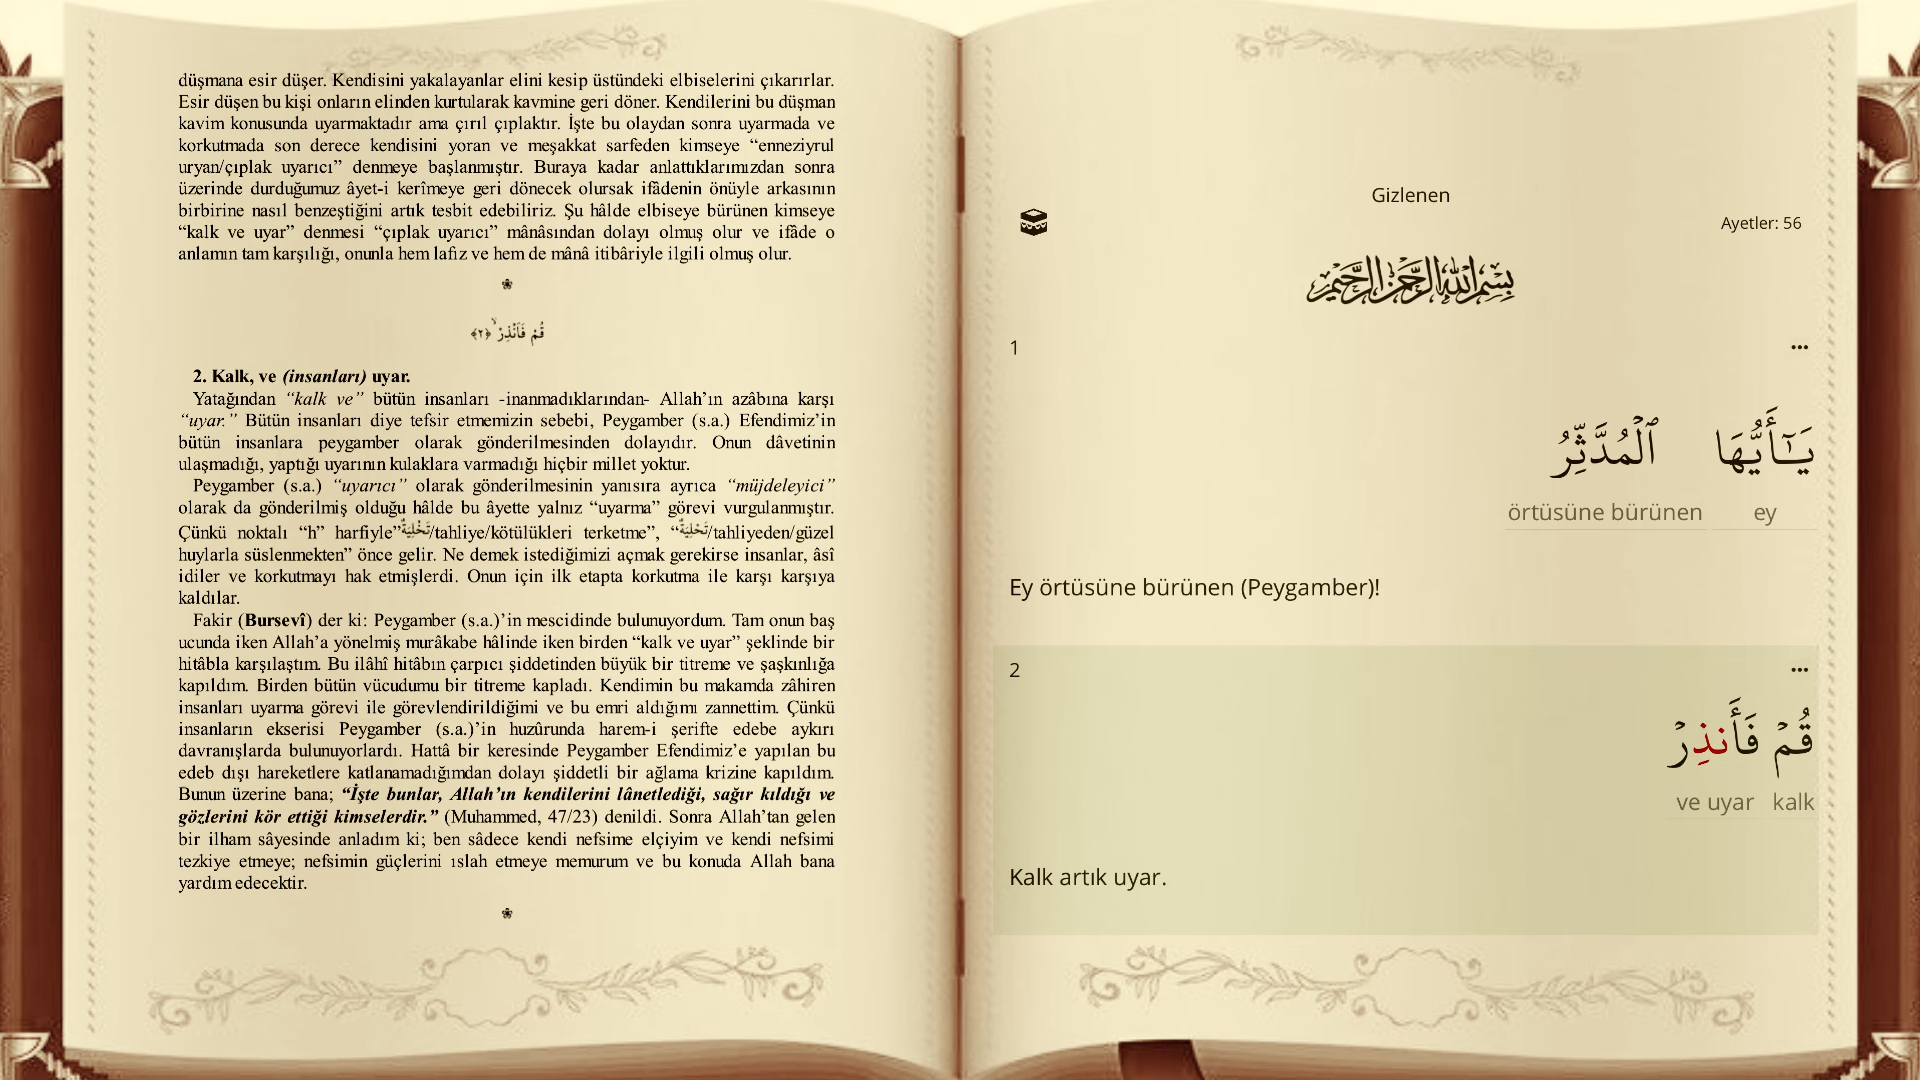 düşmana esir düşer. Kendisini yakalayanlar elini kesip üstündeki elbiselerini çıkarırlar.
Esir düşen bu kişi onların elinden kurtularak kavmine geri döner. Kendilerini bu düşman
kavim konusunda uyarmaktadır ama çırıl çıplaktır. İşte bu olaydan sonra uyarmada ve
korkutmada son derece kendisini yoran ve meşakkat sarfeden kimseye “enneziyrul
uryan/çıplak uyarıcı” denmeye başlanmıştır. Buraya kadar anlattıklarımızdan sonra
üzerinde durduğumuz âyet-i kerîmeye geri dönecek olursak ifâdenin önüyle arkasının
birbirine nasıl benzeştiğini artık tesbit edebiliriz. Şu hâlde elbiseye bürünen kimseye
“kalk ve uyar” denmesi “çıplak uyarıcı” mânâsından dolayı olmuş olur ve ifâde o
anlamın tam karşılığı, onunla hem lafiz ve hem de mânâ itibâriyle ilgili olmuş olur.
قُمْ فَاَنْذِرْۙ ﴿٢﴾
2. Kalk, ve (insanları) uyar.
Yatağından “kalk ve” bütün insanları -inanmadıklarından- Allah’ın azâbına karşı
“uyar.” Bütün insanları diye tefsir etmemizin sebebi, Peygamber (s.a.) Efendimiz’in
bütün insanlara peygamber olarak gönderilmesinden dolayıdır. Onun dâvetinin
ulaşmadığı, yaptığı uyarının kulaklara varmadığı hiçbir millet yoktur.
Peygamber (s.a.) “uyarıcı” olarak gönderilmesinin yanısıra ayrıca “müjdeleyici”
olarak da gönderilmiş olduğu hâlde bu âyette yalnız “uyarma” görevi vurgulanmıştır.
Çünkü noktalı “h” harfiyle”تَخْلِيَةٌ/tahliye/kötülükleri terketme”, “تَحْلِيَةٌ/tahliyeden/güzel
huylarla süslenmekten” önce gelir. Ne demek istediğimizi açmak gerekirse insanlar, âsî
idiler ve korkutmayı hak etmişlerdi. Onun için ilk etapta korkutma ile karşı karşıya
kaldılar.
Fakir (Bursevî) der ki: Peygamber (s.a.)’in mescidinde bulunuyordum. Tam onun baş
ucunda iken Allah’a yönelmiş murâkabe hâlinde iken birden “kalk ve uyar” şeklinde bir
hitâbla karşılaştım. Bu ilâhî hitâbın çarpıcı şiddetinden büyük bir titreme ve şaşkınlığa
kapıldım. Birden bütün vücudumu bir titreme kapladı. Kendimin bu makamda zâhiren
insanları uyarma görevi ile görevlendirildiğimi ve bu emri aldığımı zannettim. Çünkü
insanların ekserisi Peygamber (s.a.)’in huzûrunda harem-i şerifte edebe aykırı
davranışlarda bulunuyorlardı. Hattâ bir keresinde Peygamber Efendimiz’e yapılan bu
edeb dışı hareketlere katlanamadığımdan dolayı şiddetli bir ağlama krizine kapıldım.
Bunun üzerine bana; “İşte bunlar, Allah’ın kendilerini lânetlediği, sağır kıldığı ve
gözlerini kör ettiği kimselerdir.” (Muhammed, 47/23) denildi. Sonra Allah’tan gelen
bir ilham sâyesinde anladım ki; ben sâdece kendi nefsime elçiyim ve kendi nefsimi
tezkiye etmeye; nefsimin güçlerini ıslah etmeye memurum ve bu konuda Allah bana
yardım edecektir.
Gizlenen
Ayetler: 56
بِسْمِ اللهِ الرَّحْمٰنِ الرَّحِيْمِ
1
يَـٰٓأَيُّهَا ٱلْمُدَّثِّرُ
örtüsüne bürünen ey
Ey örtüsüne bürünen (Peygamber)!
2
قُمْ فَأَنذِرْ
ve uyar kalk
Kalk artık uyar.